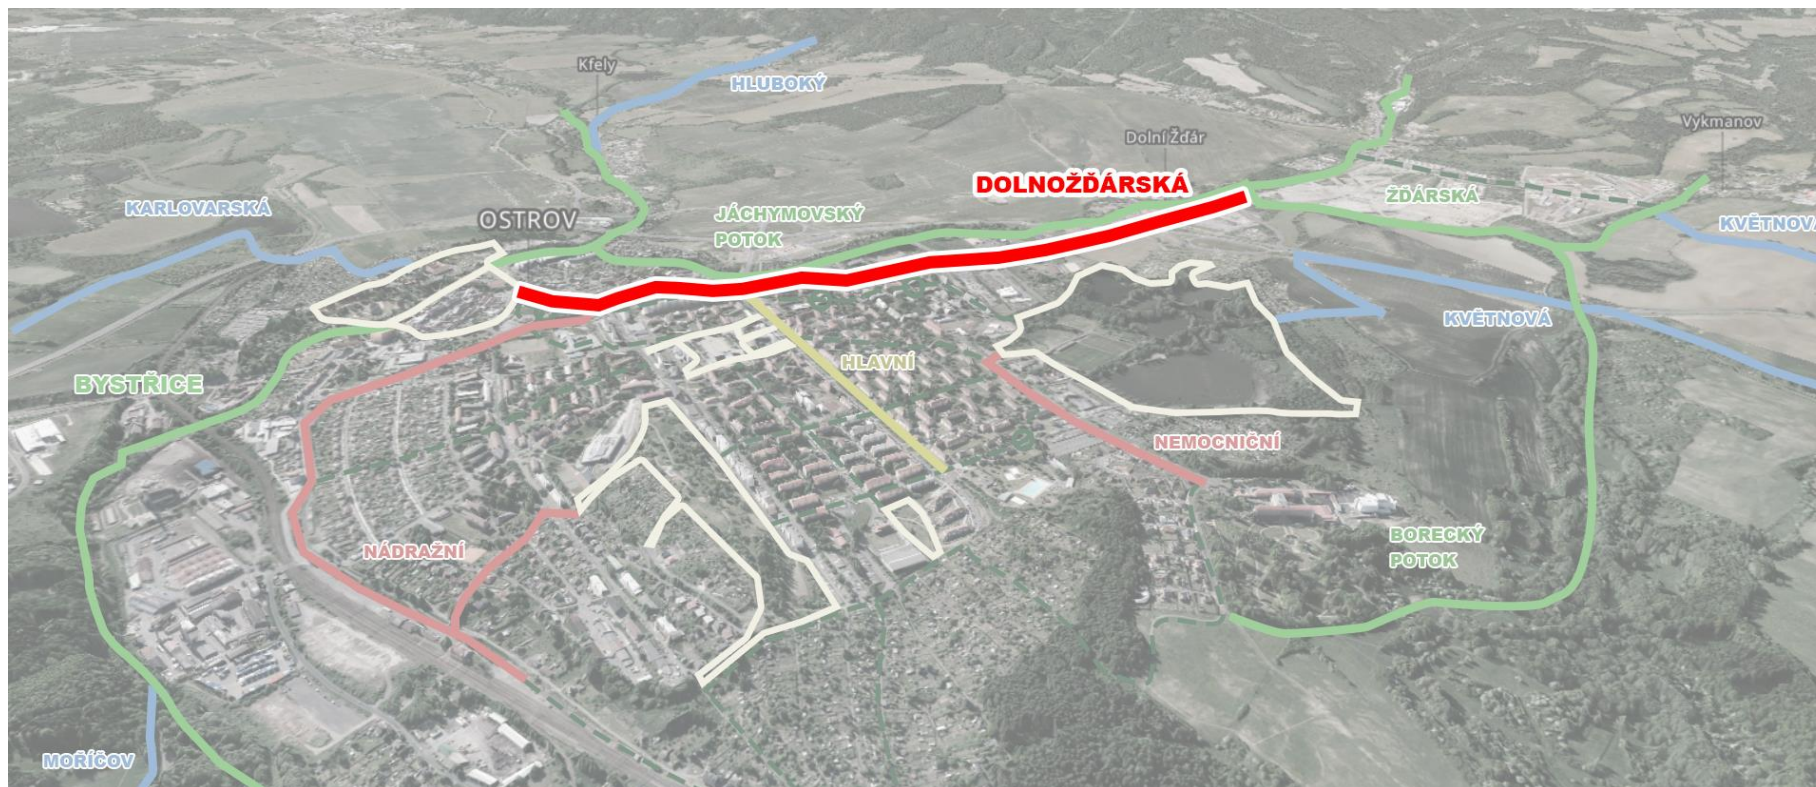 Kfely
HLUBOKÝ
Vykmanov
Dolní Žďár
DOLNOŽĎÁRSKÁ
ŽĎÁRSKÁ
KARLOVARSKÁ
OSTROV
JÁCHYMOVSKÝ
POTOK
KVĚTNOVÁ
KVĚTNOVÁ
HLAVNÍ
BYSTŘICE
NEMOCNIČNÍ
NÁDRAŽNÍ
BORECKÝ
POTOK
MOŘÍČOV